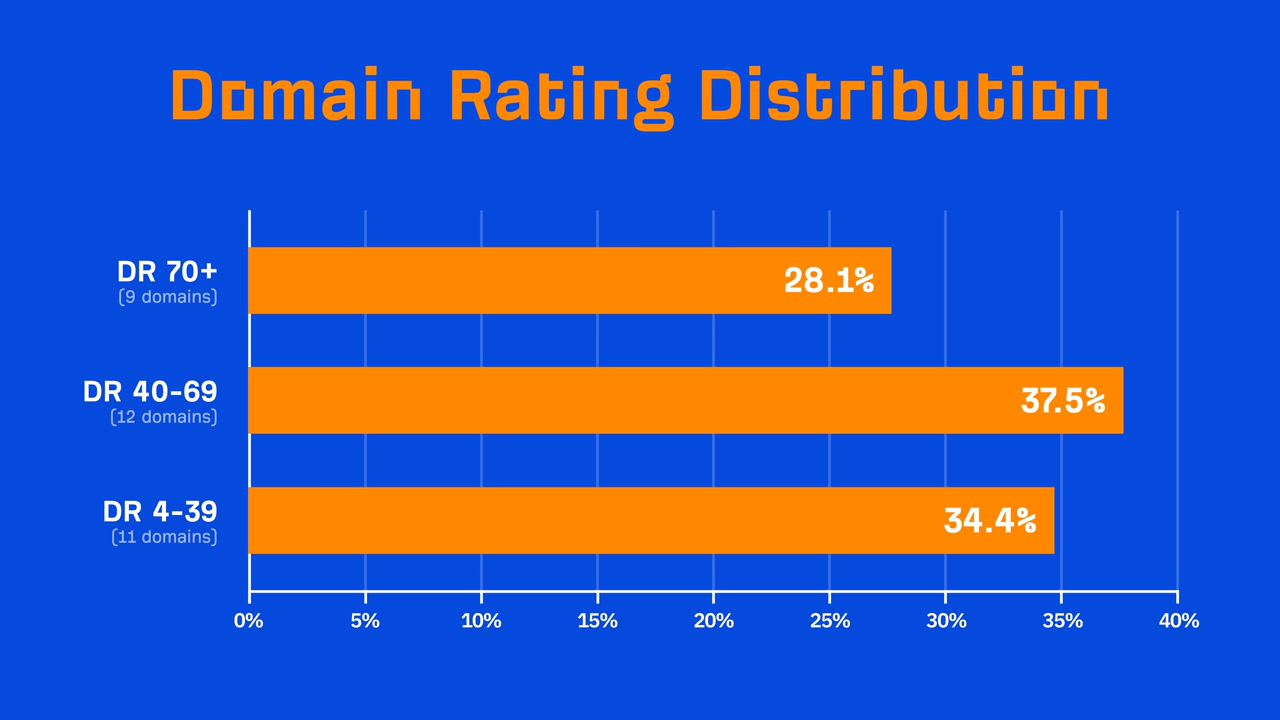 Domain Rating Distribution
DR 70+
(9 domains)
28.1%
DR 40-69
(12 domains)
37.5%
DR 4-39
(11 domains)
34.4%
0% 5% 10% 15% 20% 25% 30% 35% 40%